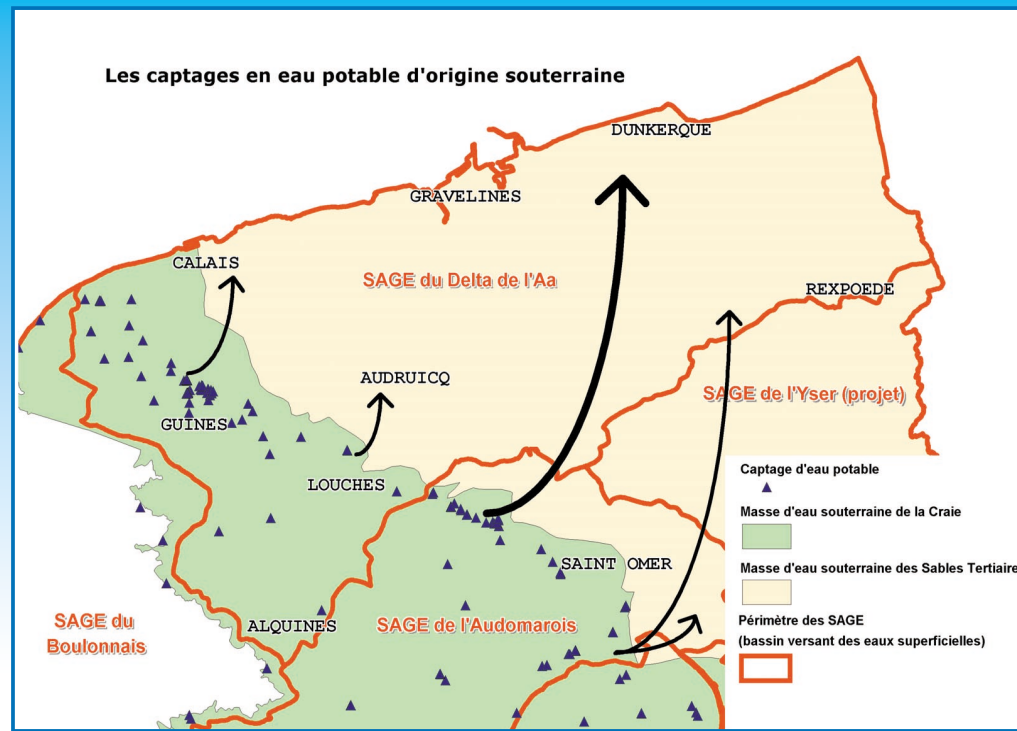 Les captages en eau potable d'origine souterraine
DUNKERQUE
GRAVELINES
CALAIS
SAGE du Delta de l'Aa
REXPOEDE
AUDRUICQ
SAGE de l'Yser (projet)
GUINES
LOUCHES
SAINT OMER
ALQUINES
SAGE de l'Audomarois
SAGE du
Boulonnais
Captage d'eau potable
Masse d'eau souterraine de la Craie
Masse d'eau souterraine des Sables Tertiaire
Périmètre des SAGE
(bassin versant des eaux superficielles)